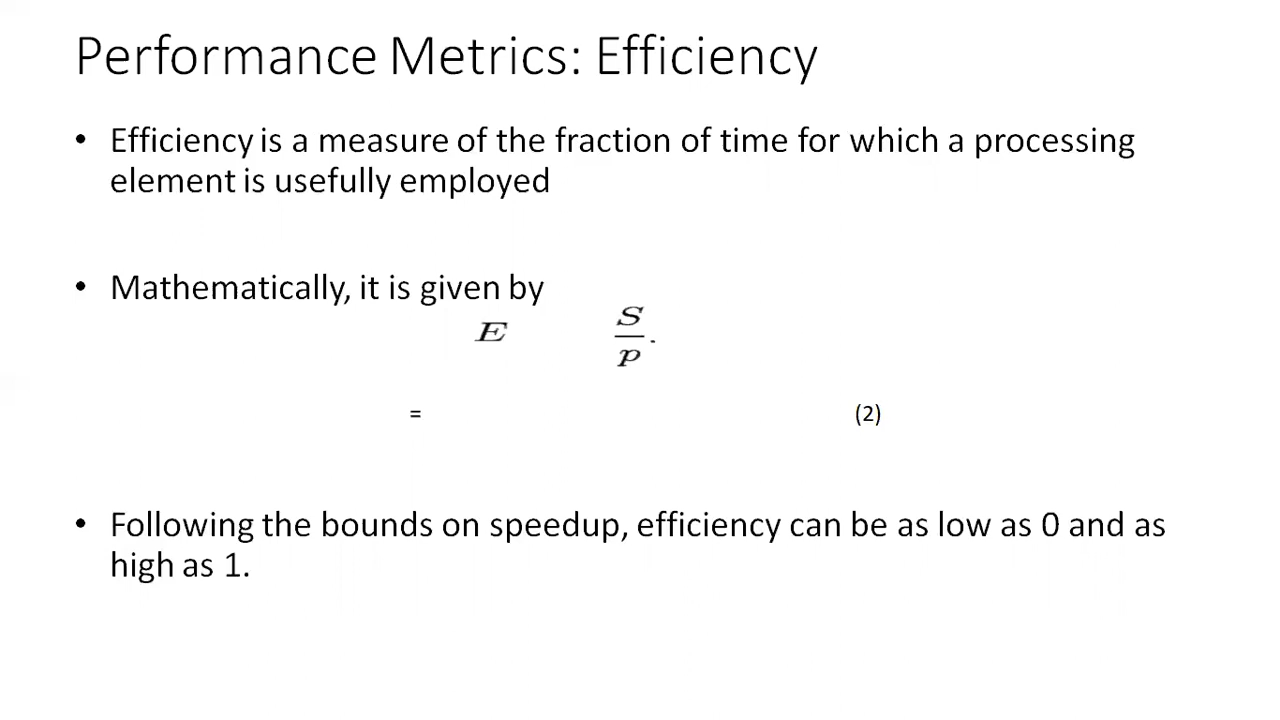 Performance Metrics: Efficiency
• Efficiency is a measure of the fraction of time for which a processing
element is usefully employed
• Mathematically, it is given by
E S/p.
= (2)
• Following the bounds on speedup, efficiency can be as low as 0 and as
high as 1.